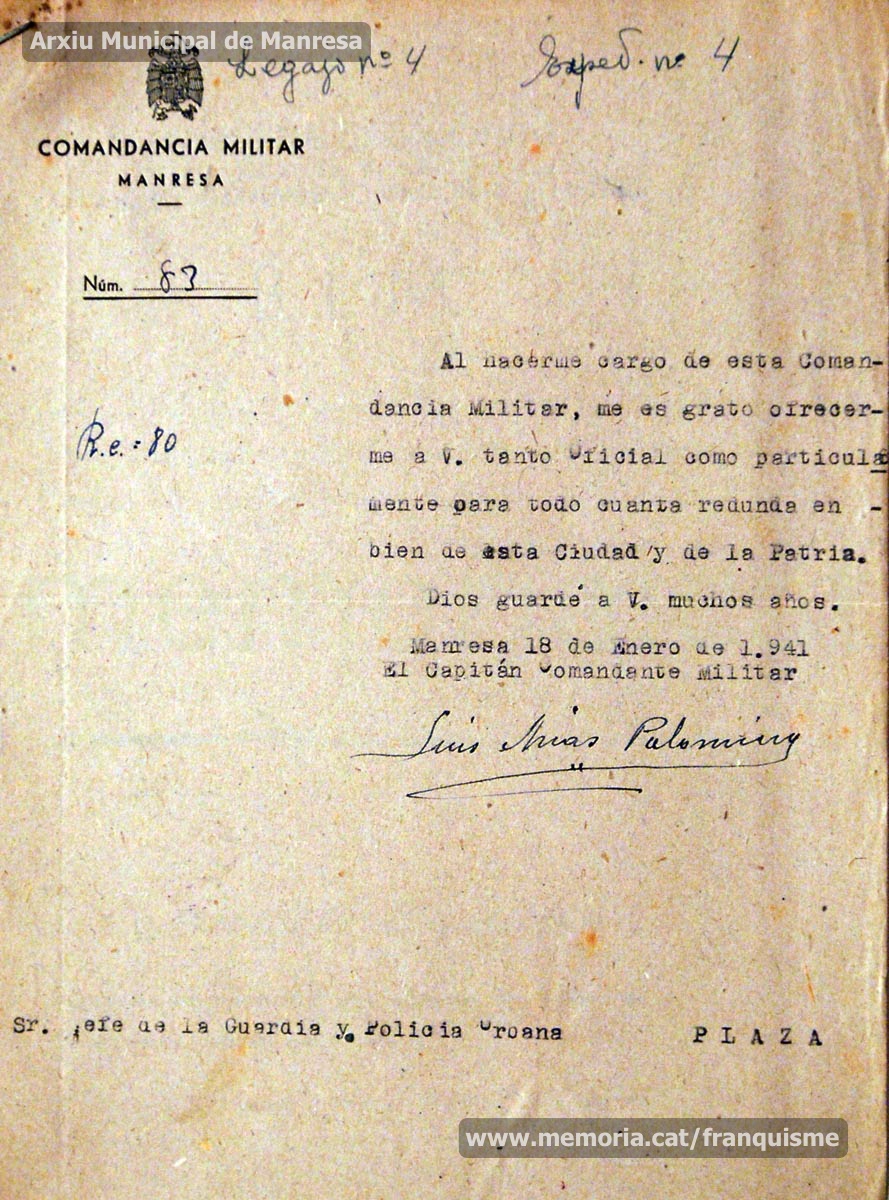 Arxiu Municipal de Manresa
Legajo nº 4 Exped. nº 4
COMANDANCIA MILITAR
MANRESA
Núm. 83
R.e.=80
Al hacerme cargo de esta Coman-
dancia Militar, me es grato ofrecer-
me a V. tanto Oficial como particula
mente para todo cuanta redunda en -
bien de esta Ciudad y de la Patria.
Dios guarde a V. muchos años.
Manresa 18 de Enero de 1.941
El Capitán Comandante Militar
Luis Arias Palomino
Sr. Jefe de la Guardia y Policia Urbana P L A Z A
www.memoria.cat/franquisme